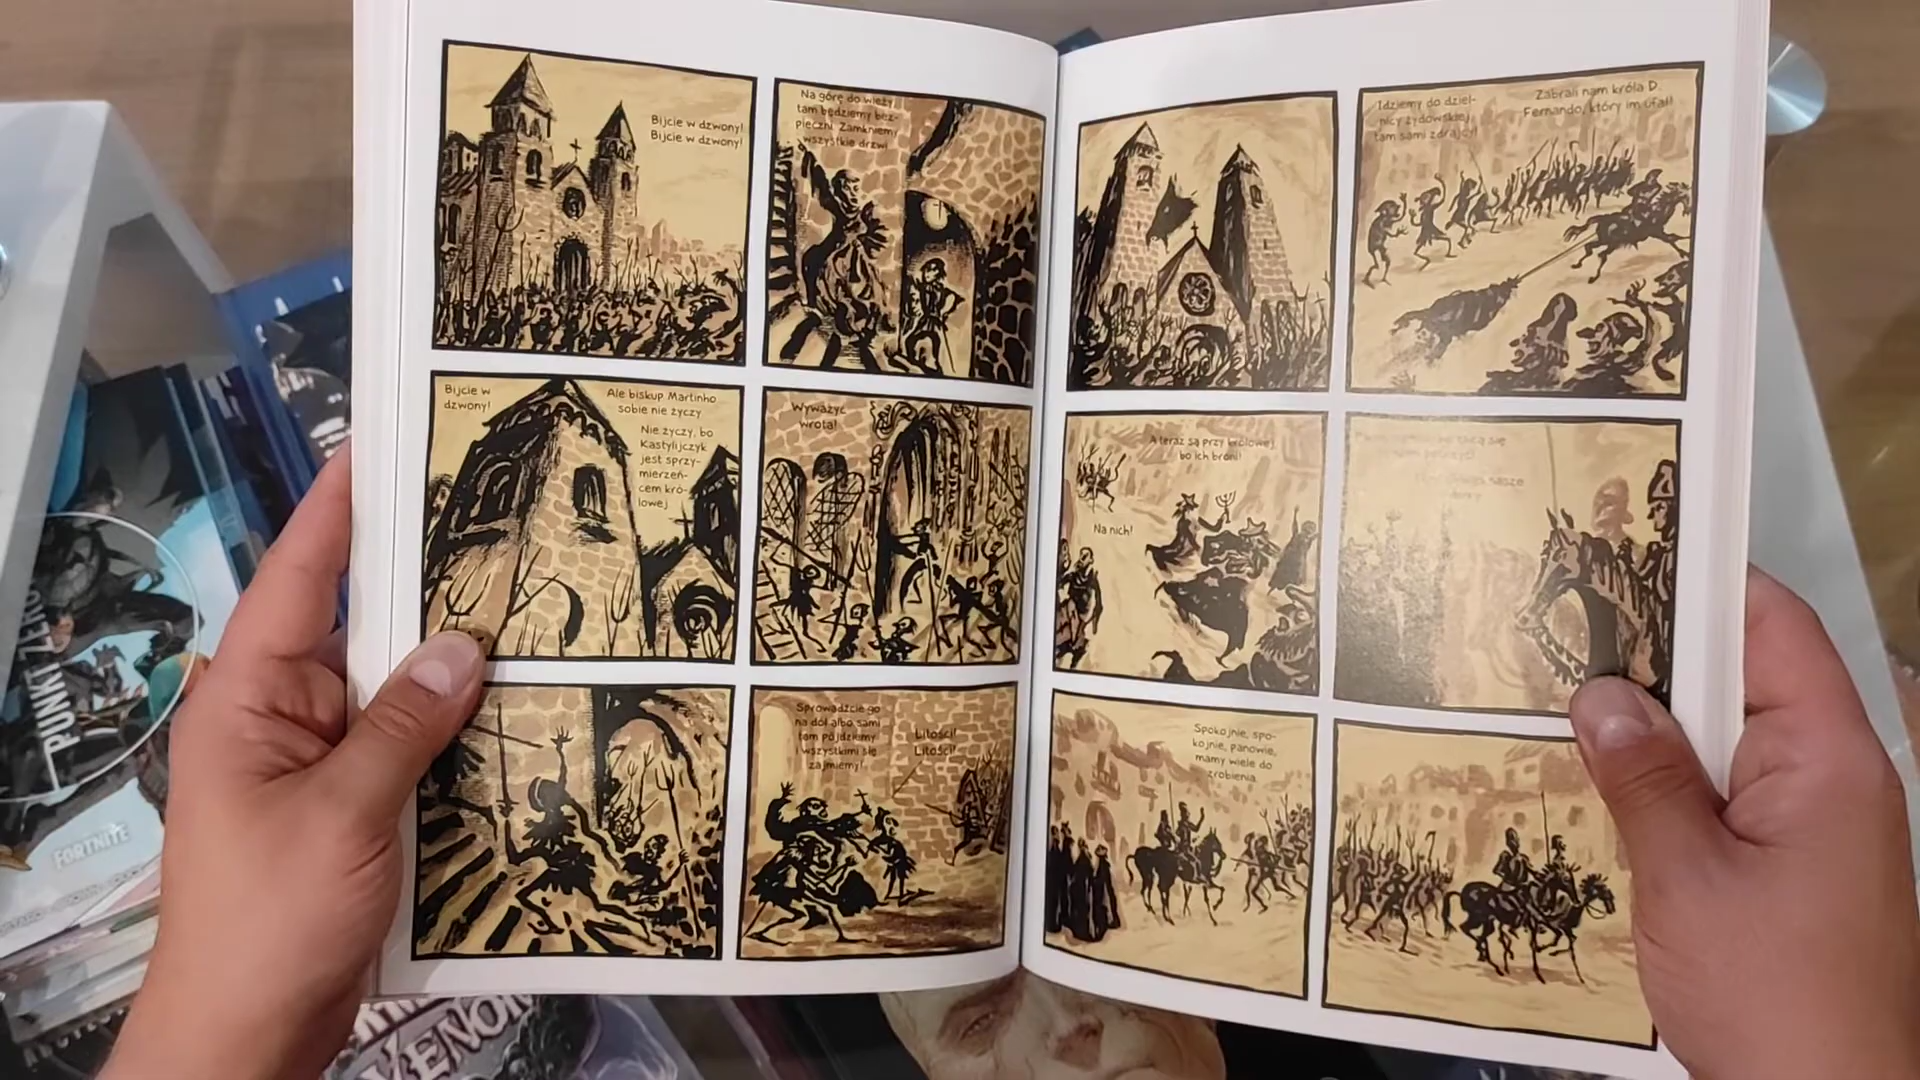 Bijcie w dzwony!
Bijcie w dzwony!
Na górę do wieży,
tam będziemy bez-
pieczni. Zamkniemy
wszystkie drzwi.
Bijcie w
dzwony!
Ale biskup Martinho
sobie nie życzy
Nie życzy, bo
Kastylijczyk
jest sprzy-
mierzeń-
cem kró-
lowej.
Wyważyć
wrota!
Sprowadźcie go
na dół albo sami
tam pójdziemy
i wszystkimi się
zajmiemy!
Litości!
Litości!
Idziemy do dziel-
nicy żydowskiej,
tam sami zdrajcy!
Zabrali nam króla D.
Fernando, który im ufał!
A teraz są przy królowej,
bo ich broni!
Na nich!
się
nasze
Spokojnie, spo-
kojnie, panowie,
mamy wiele do
zrobienia.
PUNKT ZERO
FORTNITE
VENOM